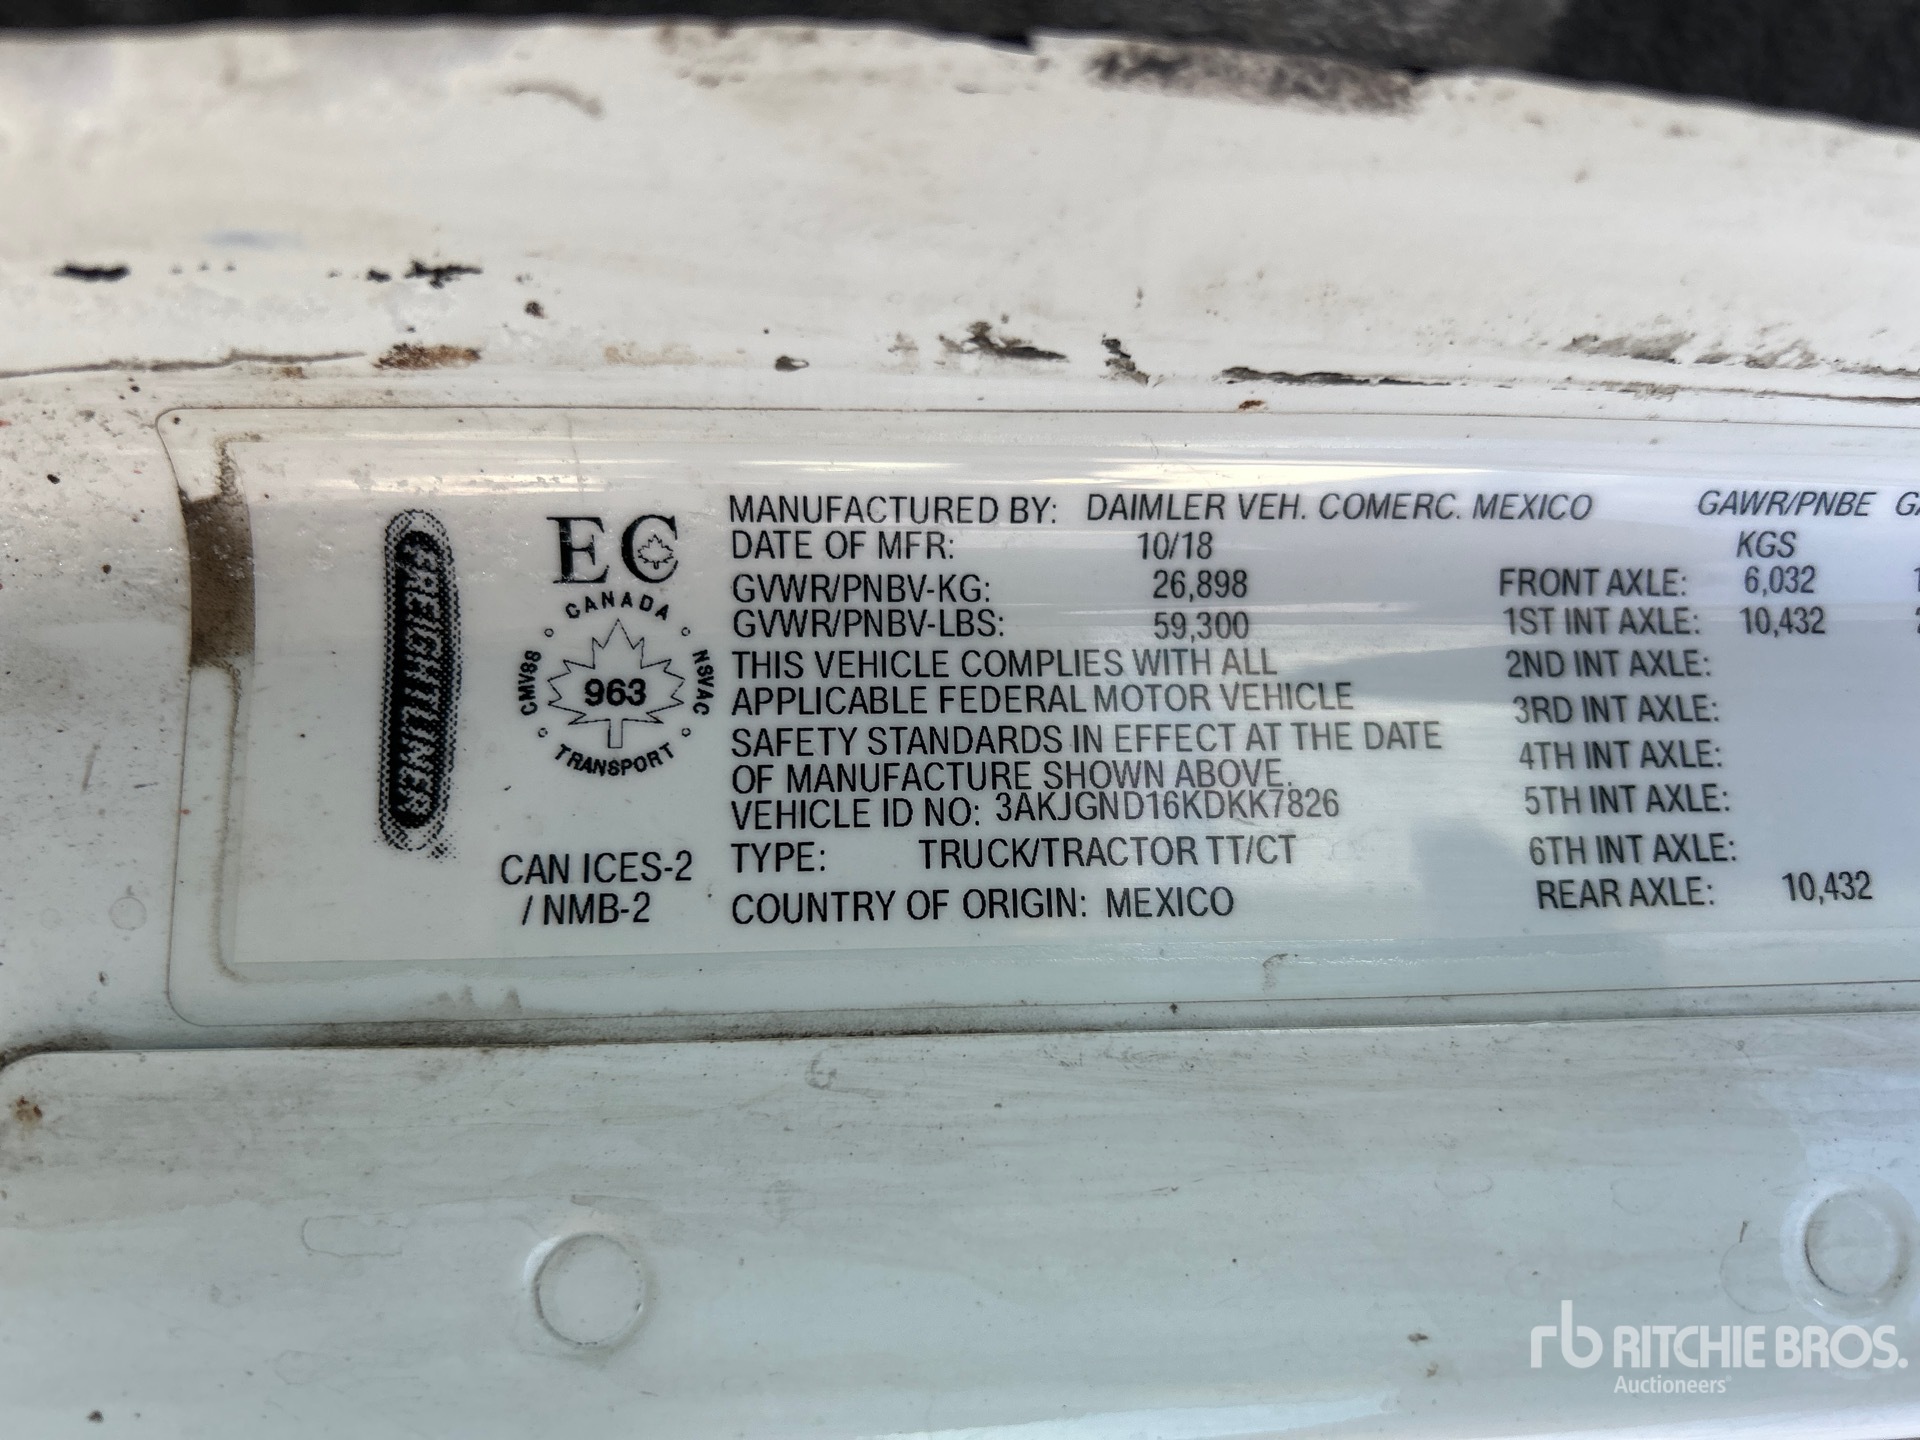 FREIGHTLINER
EC
CANADA
CMV88
963
NSVAC
TRANSPORT
CAN ICES-2
/ NMB-2
MANUFACTURED BY: DAIMLER VEH. COMERC. MEXICO
DATE OF MFR: 10/18
GVWR/PNBV-KG: 26,898
GVWR/PNBV-LBS: 59,300
THIS VEHICLE COMPLIES WITH ALL
APPLICABLE FEDERAL MOTOR VEHICLE
SAFETY STANDARDS IN EFFECT AT THE DATE
OF MANUFACTURE SHOWN ABOVE.
VEHICLE ID NO: 3AKJGND16KDKK7826
TYPE: TRUCK/TRACTOR TT/CT
COUNTRY OF ORIGIN: MEXICO
GAWR/PNBE
KGS
FRONT AXLE: 6,032
1ST INT AXLE: 10,432
2ND INT AXLE:
3RD INT AXLE:
4TH INT AXLE:
5TH INT AXLE:
6TH INT AXLE:
REAR AXLE: 10,432
rb RITCHIE BROS.
Auctioneers